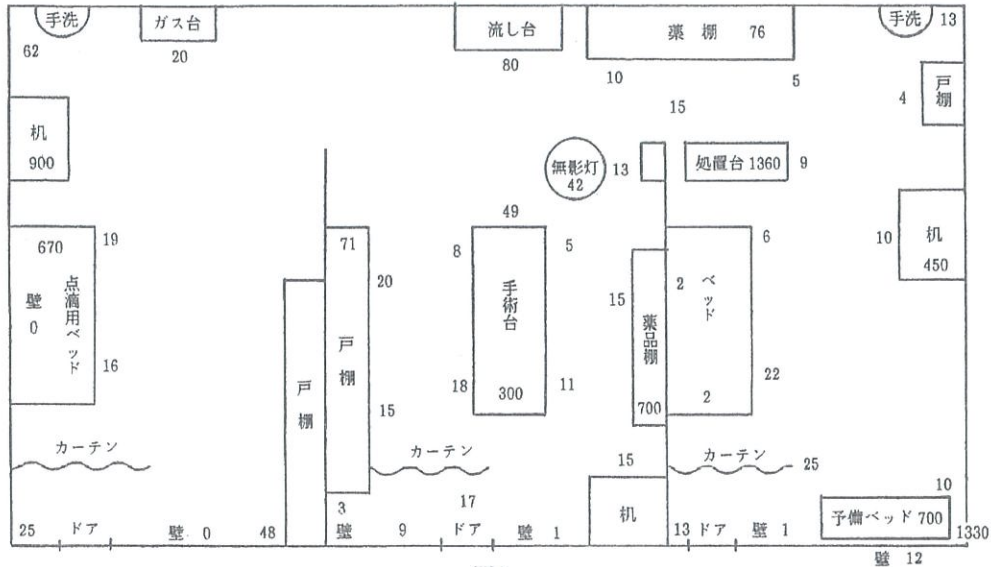 手洗
ガス台
流し台
薬棚 76
手洗
13
62
20
80
10
5
15
戸棚
4
机
900
無影灯
42
13
処置台 1360
9
49
670
19
71
8
5
6
10
机
450
20
2
ベッド
点滴用ベッド
壁
0
手術台
15
薬品棚
戸棚
16
戸棚
22
18
300
11
2
15
700
カーテン
カーテン
15
カーテン
25
17
10
3
机
予備ベッド 700
25
ドア
壁 0
48
壁
9
ドア
壁 1
13
ドア
壁 1
1330
壁 12